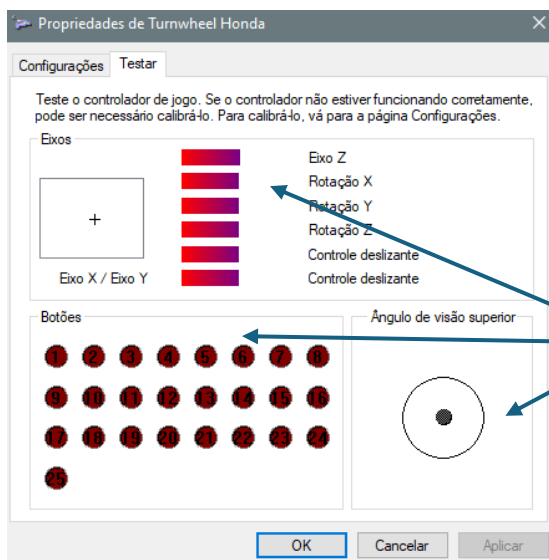 Propriedades de Turnwheel Honda
Configurações Testar
Teste o controlador de jogo. Se o controlador não estiver funcionando corretamente,
pode ser necessário calibrá-lo. Para calibrá-lo, vá para a página Configurações.
Eixos
Eixo Z
Rotação X
Rotação Y
Rotação Z
Controle deslizante
Controle deslizante
Eixo X / Eixo Y
Botões
1 2 3 4 5 6 7 8
9 10 11 12 13 14 15 16
17 18 19 20 21 22 23 24
25
Ângulo de visão superior
OK Cancelar Aplicar